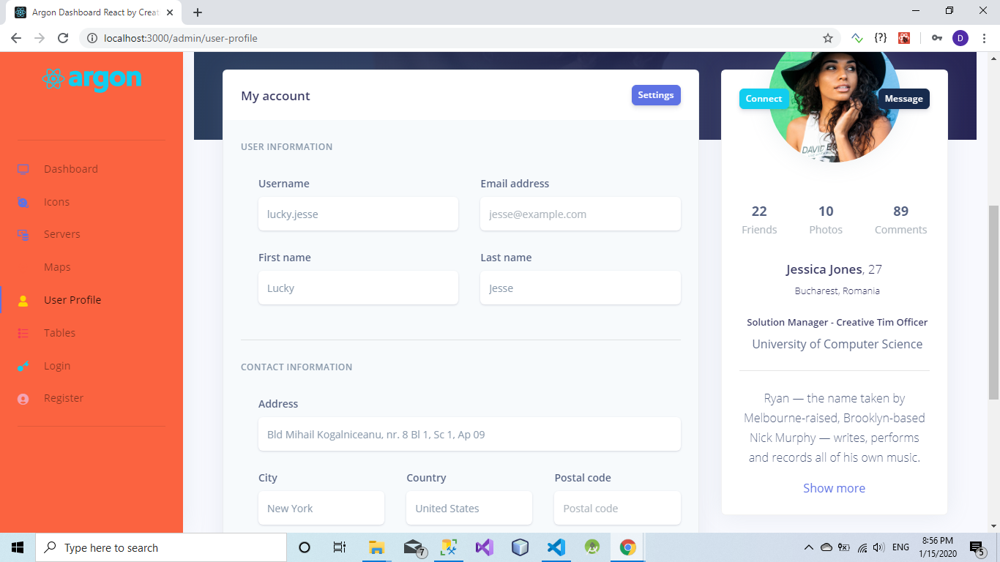 Argon Dashboard React by Creat
localhost:3000/admin/user-profile
{?}
D
argon
Dashboard
Icons
Servers
Maps
User Profile
Tables
Login
Register
My account
Settings
USER INFORMATION
Username
Email address
lucky.jesse
jesse@example.com
First name
Last name
Lucky
Jesse
CONTACT INFORMATION
Address
Bld Mihail Kogalniceanu, nr. 8 Bl 1, Sc 1, Ap 09
City
Country
Postal code
New York
United States
Postal code
Connect
Message
DAVID BO
22
10
89
Friends
Photos
Comments
Jessica Jones, 27
Bucharest, Romania
Solution Manager - Creative Tim Officer
University of Computer Science
Ryan — the name taken by
Melbourne-raised, Brooklyn-based
Nick Murphy — writes, performs
and records all of his own music.
Show more
Type here to search
7
ENG
8:56 PM
1/15/2020
5